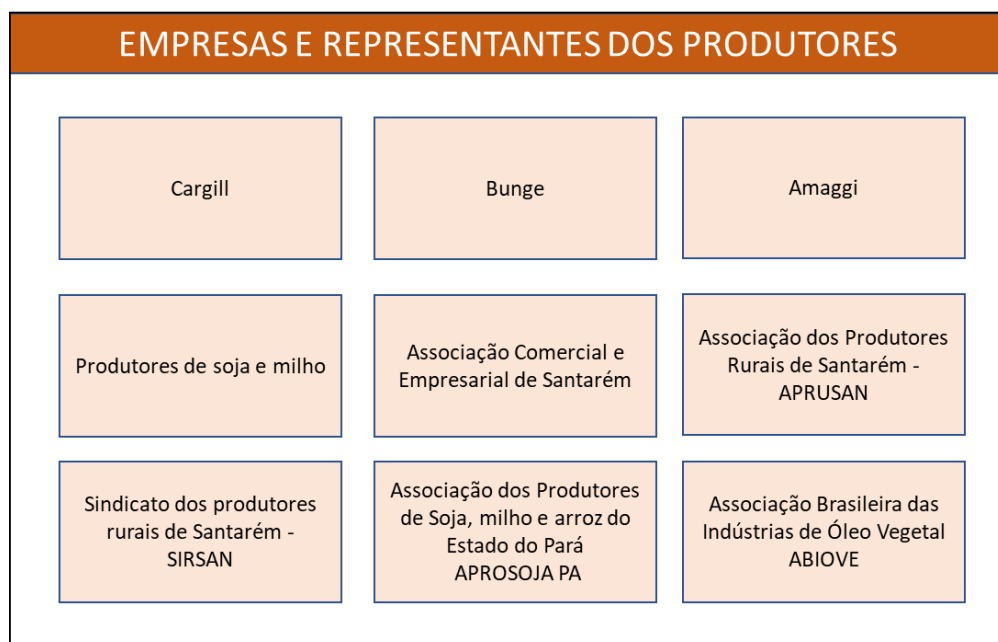 EMPRESAS E REPRESENTANTES DOS PRODUTORES
Cargill
Bunge
Amaggi
Produtores de soja e milho
Associação Comercial e
Empresarial de Santarém
Associação dos Produtores
Rurais de Santarém -
APRUSAN
Sindicato dos produtores
rurais de Santarém -
SIRSAN
Associação dos Produtores
de Soja, milho e arroz do
Estado do Pará
APROSOJA PA
Associação Brasileira das
Indústrias de Óleo Vegetal
ABIOVE